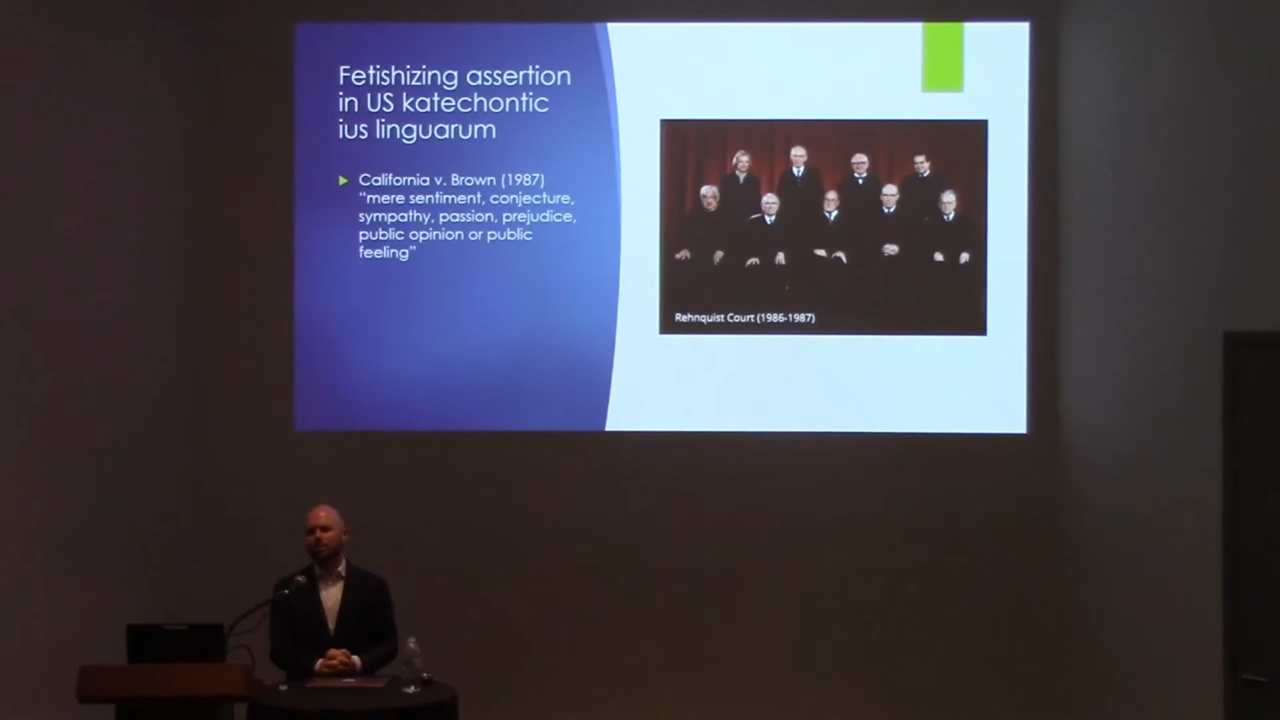 Fetishizing assertion
in US katechontic
ius linguarum
California v. Brown (1987)
“mere sentiment, conjecture,
sympathy, passion, prejudice,
public opinion or public
feeling”
Rehnquist Court (1986-1987)